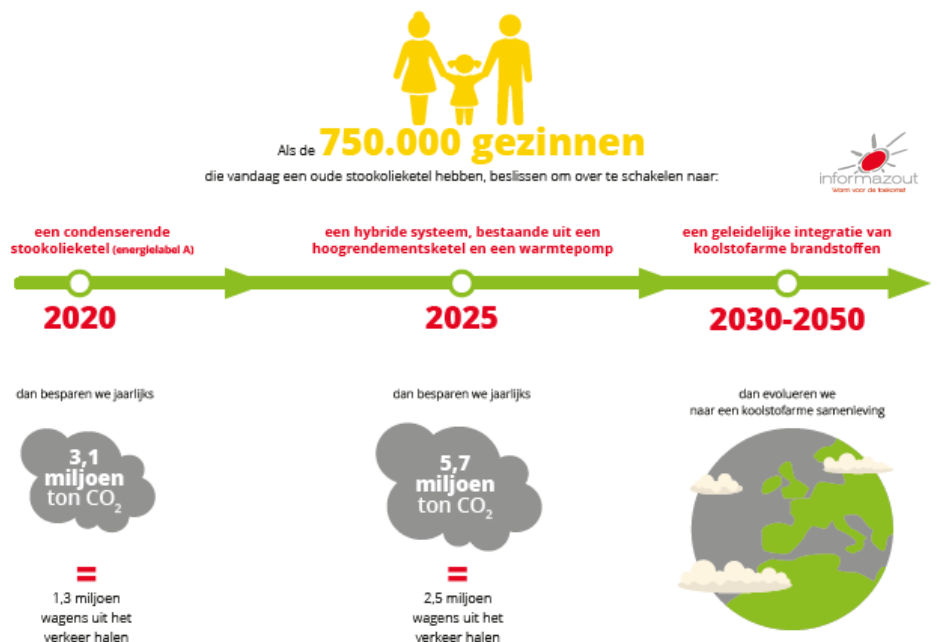 Als de 750.000 gezinnen
die vandaag een oude stookolieketel hebben, beslissen om over te schakelen naar:
informazout
Warm voor de toekomst
een condenserende
stookolieketel (energielabel A)
2020
dan besparen we jaarlijks
3,1
miljoen
ton CO₂
=
1,3 miljoen
wagens uit het
verkeer halen
een hybride systeem, bestaande uit een
hoogrendementsketel en een warmtepomp
2025
dan besparen we jaarlijks
5,7
miljoen
ton CO₂
=
2,5 miljoen
wagens uit het
verkeer halen
een geleidelijke integratie van
koolstofarme brandstoffen
2030-2050
dan evolueren we
naar een koolstofarme samenleving